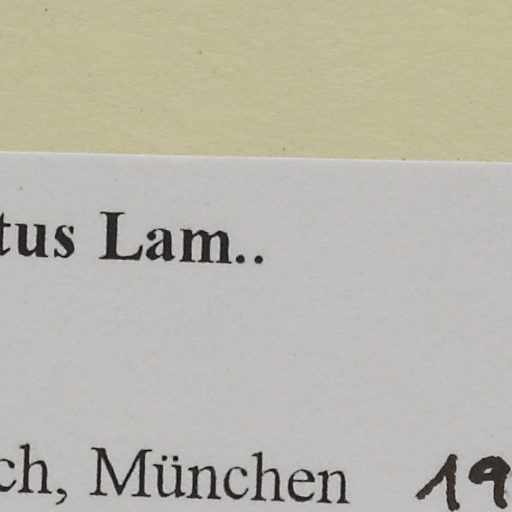 tus Lam..
ch, München 19